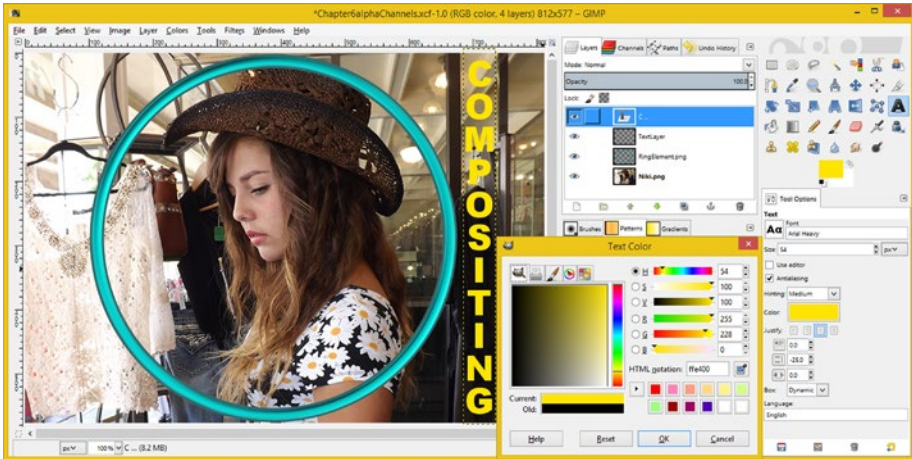 *Chapter6alphaChannels.xcf-1.0 (RGB color, 4 layers) 812x577 – GIMP
File Edit Select View Image Layer Colors Tools Filters Windows Help
COMPOSITING
px 100% C ... (8.2 MB)
Layers Channels Paths Undo History
Mode: Normal
Opacity 100.0
Lock:
C ...
TextLayer
RingElement.png
Niki.png
Brushes Patterns Gradients
Text Color
H 54
S 100
V 100
R 255
G 228
B 0
HTML notation: ffe400
Current:
Old:
Help Reset OK Cancel
Tool Options
Text
Font
Aa Arial Heavy
Size: 54 px
Use editor
Antialiasing
Hinting: Medium
Color:
Justify:
0.0
-25.0
0.0
Box: Dynamic
Language:
English